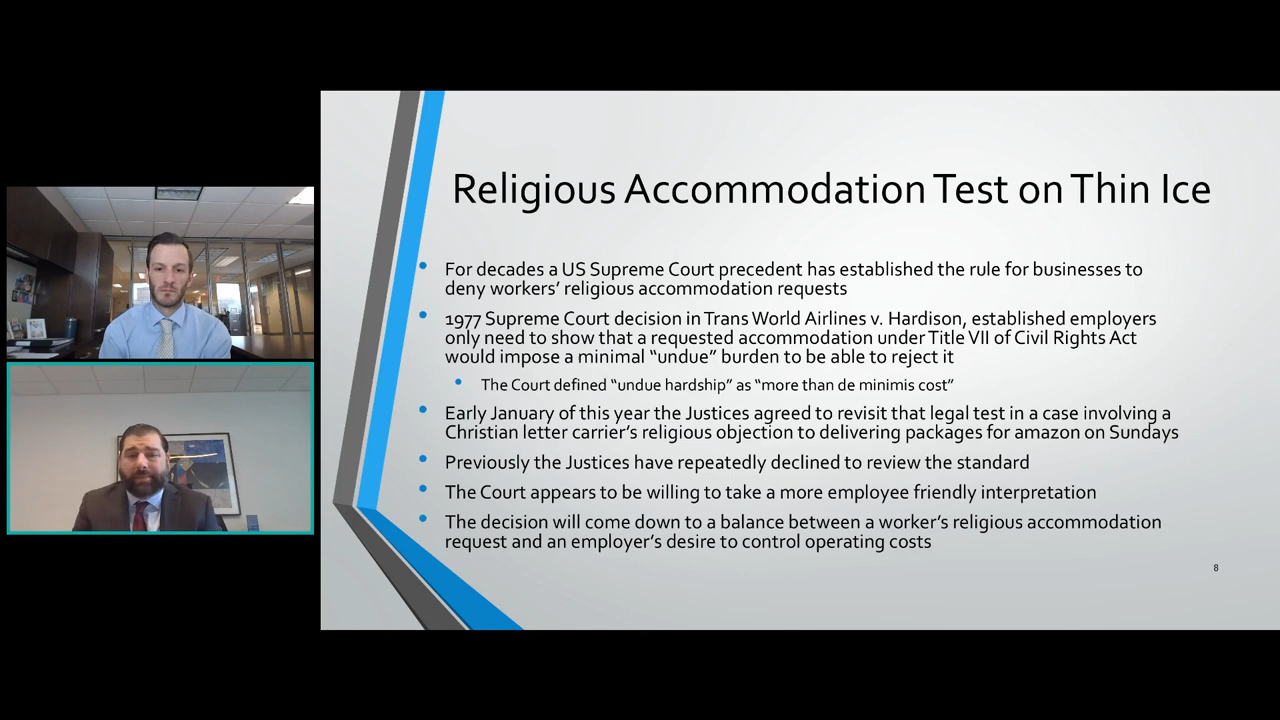 Religious Accommodation Test on Thin Ice
For decades a US Supreme Court precedent has established the rule for businesses to
deny workers’ religious accommodation requests
1977 Supreme Court decision in Trans World Airlines v. Hardison, established employers
only need to show that a requested accommodation under Title VII of Civil Rights Act
would impose a minimal “undue” burden to be able to reject it
The Court defined “undue hardship” as “more than de minimis cost”
Early January of this year the Justices agreed to revisit that legal test in a case involving a
Christian letter carrier’s religious objection to delivering packages for amazon on Sundays
Previously the Justices have repeatedly declined to review the standard
The Court appears to be willing to take a more employee friendly interpretation
The decision will come down to a balance between a worker’s religious accommodation
request and an employer’s desire to control operating costs
8